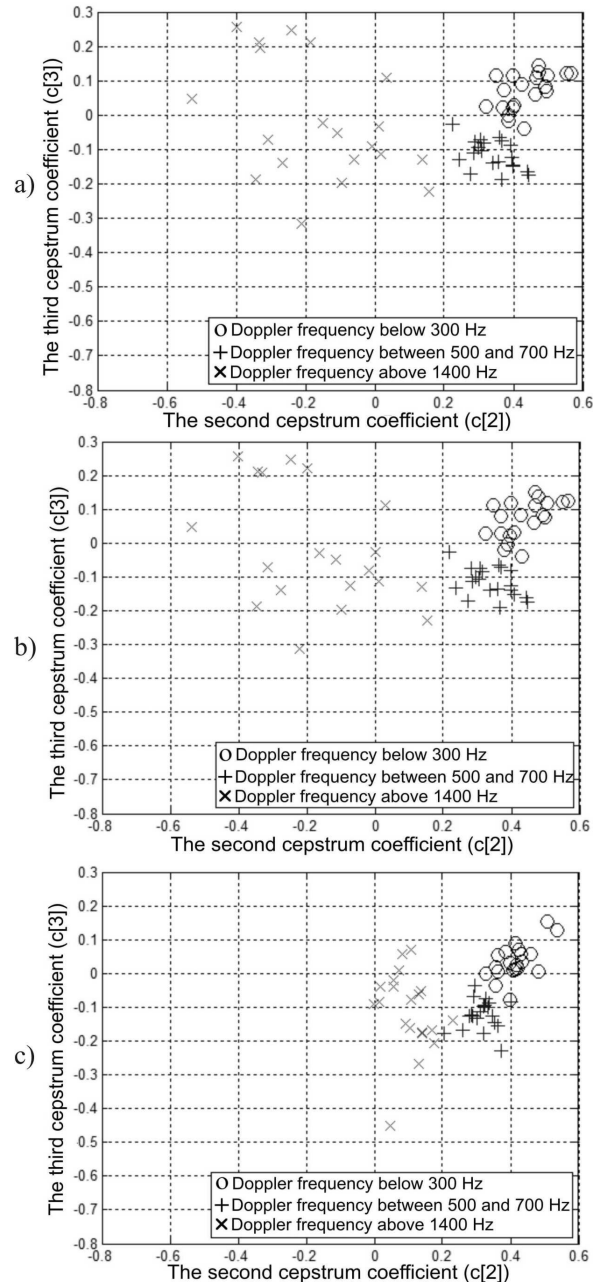 a)
The third cepstrum coefficient (c[3])
0.3
0.2
0.1
0
-0.1
-0.2
-0.3
-0.4
-0.5
-0.6
-0.7
-0.8
O Doppler frequency below 300 Hz
+ Doppler frequency between 500 and 700 Hz
× Doppler frequency above 1400 Hz
-0.8 -0.6 -0.4 -0.2 0 0.2 0.4 0.6
The second cepstrum coefficient (c[2])
b)
The third cepstrum coefficient (c[3])
0.3
0.2
0.1
0
-0.1
-0.2
-0.3
-0.4
-0.5
-0.6
-0.7
-0.8
O Doppler frequency below 300 Hz
+ Doppler frequency between 500 and 700 Hz
× Doppler frequency above 1400 Hz
-0.8 -0.6 -0.4 -0.2 0 0.2 0.4 0.6
The second cepstrum coefficient (c[2])
c)
The third cepstrum coefficient (c[3])
0.3
0.2
0.1
0
-0.1
-0.2
-0.3
-0.4
-0.5
-0.6
-0.7
-0.8
O Doppler frequency below 300 Hz
+ Doppler frequency between 500 and 700 Hz
× Doppler frequency above 1400 Hz
-0.8 -0.6 -0.4 -0.2 0 0.2 0.4 0.6
The second cepstrum coefficient (c[2])